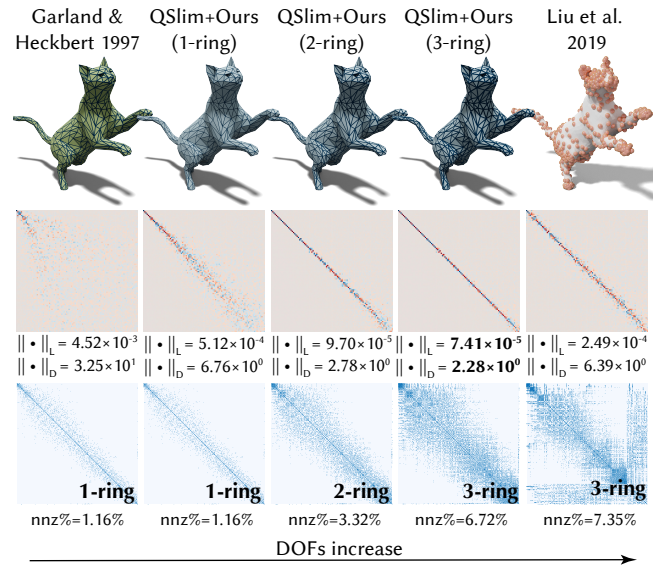 Garland & Heckbert 1997
QSlim+Ours (1-ring)
QSlim+Ours (2-ring)
QSlim+Ours (3-ring)
Liu et al. 2019
|| • ||L = 4.52×10⁻³
|| • ||D = 3.25×10¹
|| • ||L = 5.12×10⁻⁴
|| • ||D = 6.76×10⁰
|| • ||L = 9.70×10⁻⁵
|| • ||D = 2.78×10⁰
|| • ||L = 7.41×10⁻⁵
|| • ||D = 2.28×10⁰
|| • ||L = 2.49×10⁻⁴
|| • ||D = 6.39×10⁰
1-ring
1-ring
2-ring
3-ring
3-ring
nnz%=1.16%
nnz%=1.16%
nnz%=3.32%
nnz%=6.72%
nnz%=7.35%
DOFs increase